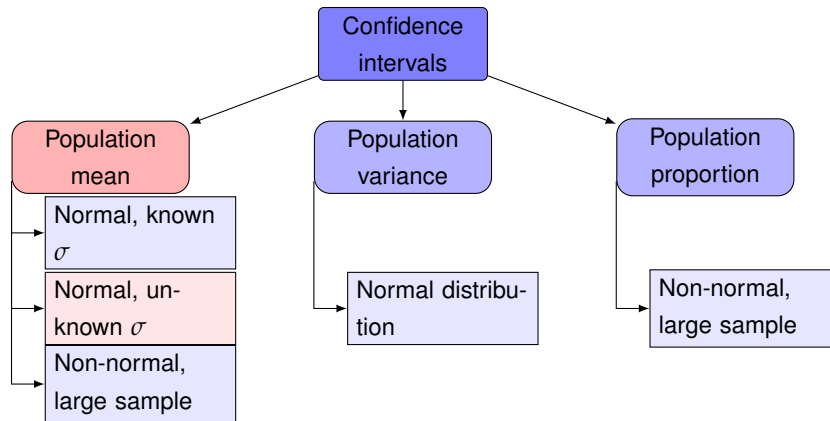 Confidence
intervals
Population
mean
Population
variance
Population
proportion
Normal, known
σ
Normal, un-
known σ
Non-normal,
large sample
Normal distribu-
tion
Non-normal,
large sample